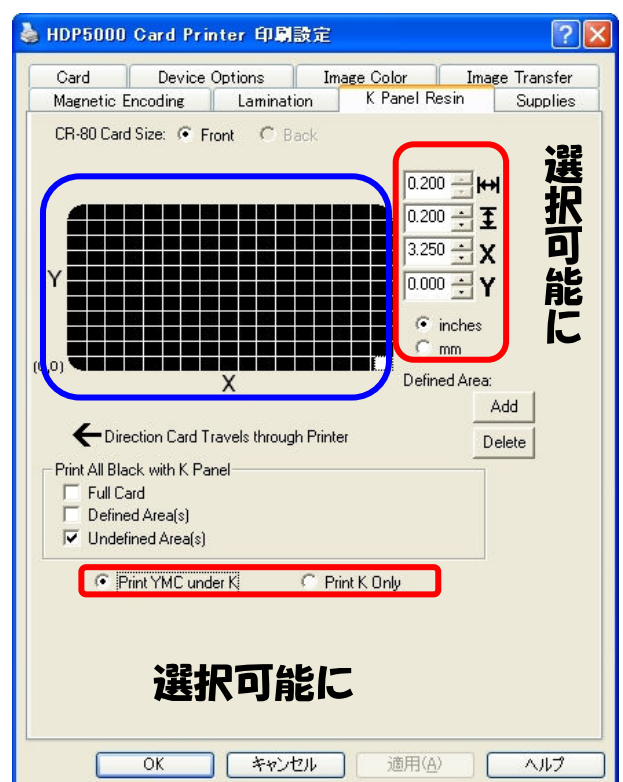 HDP5000 Card Printer 印刷設定
Card Device Options Image Color Image Transfer
Magnetic Encoding Lamination K Panel Resin Supplies
CR-80 Card Size: Front Back
0.200
0.200
3.250 X
0.000 Y
inches
mm
選択可能に
Y
(0,0)
X
Defined Area:
Add
Delete
Direction Card Travels through Printer
Print All Black with K Panel
Full Card
Defined Area(s)
Undefined Area(s)
Print YMC under K Print K Only
選択可能に
OK キャンセル 適用(A) ヘルプ